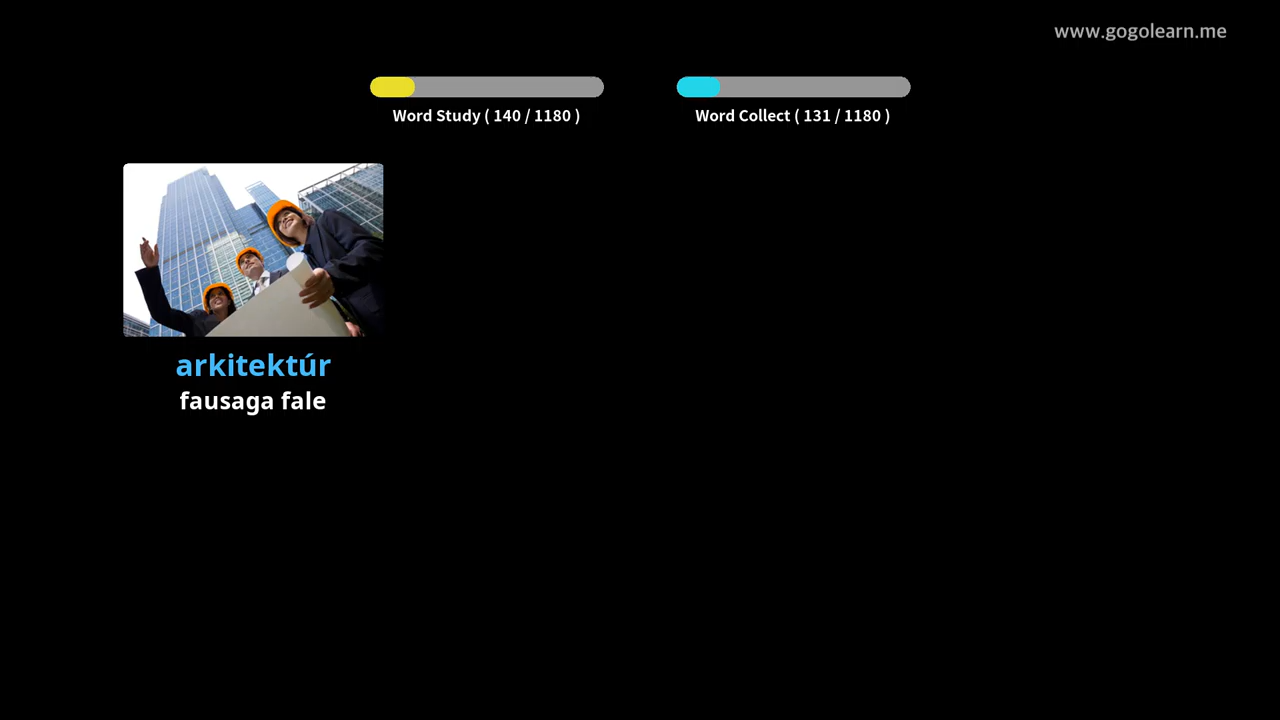 www.gogolearn.me
Word Study ( 140 / 1180 )
Word Collect ( 131 / 1180 )
arkitektúr
fausaga fale